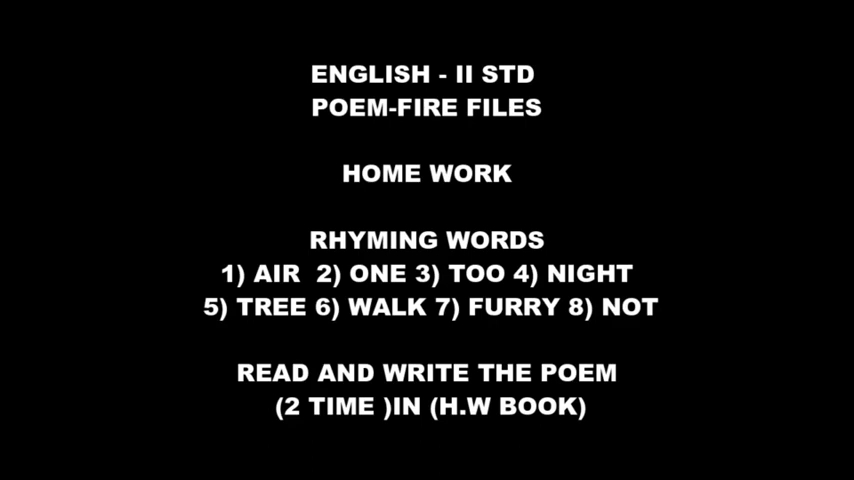 ENGLISH - II STD
POEM-FIRE FILES
HOME WORK
RHYMING WORDS
1) AIR 2) ONE 3) TOO 4) NIGHT
5) TREE 6) WALK 7) FURRY 8) NOT
READ AND WRITE THE POEM
(2 TIME )IN (H.W BOOK)